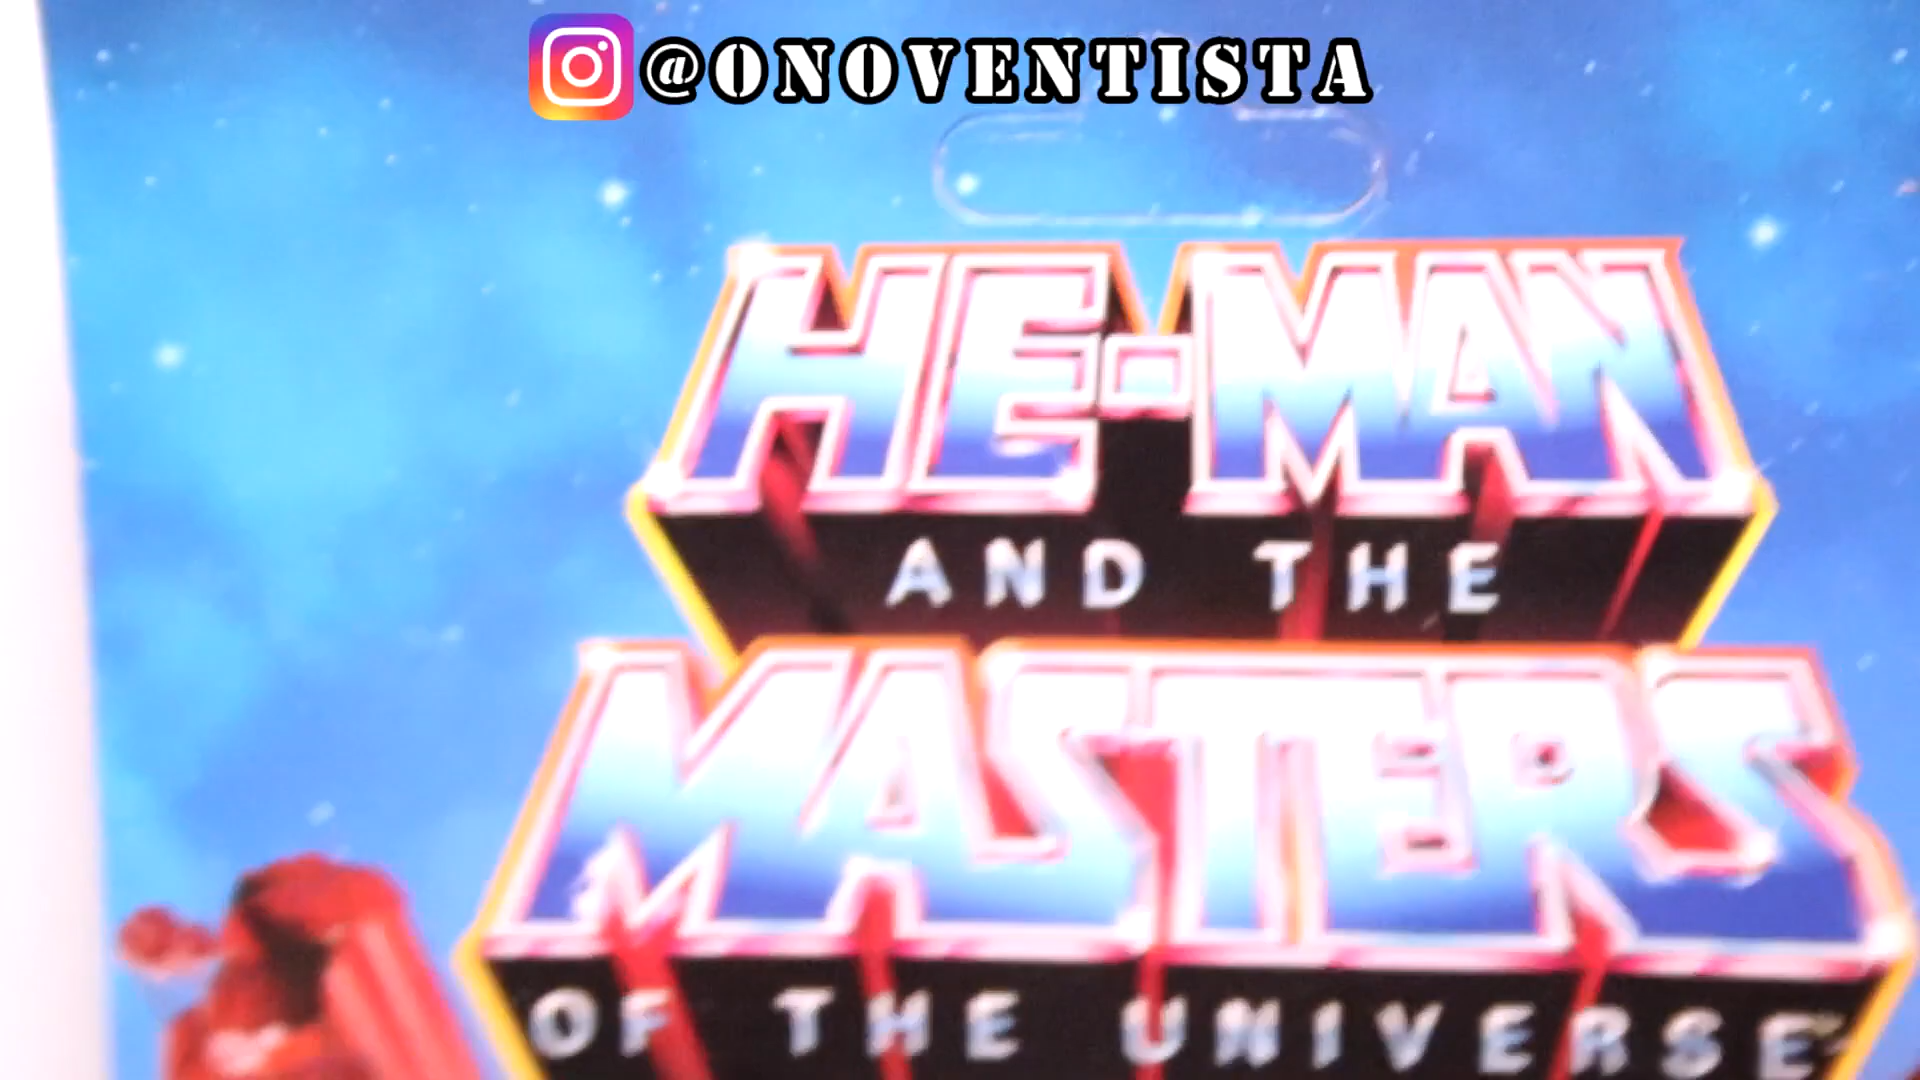 @ONOVENTISTA
HE-MAN
AND THE
MASTERS
OF THE UNIVERSE